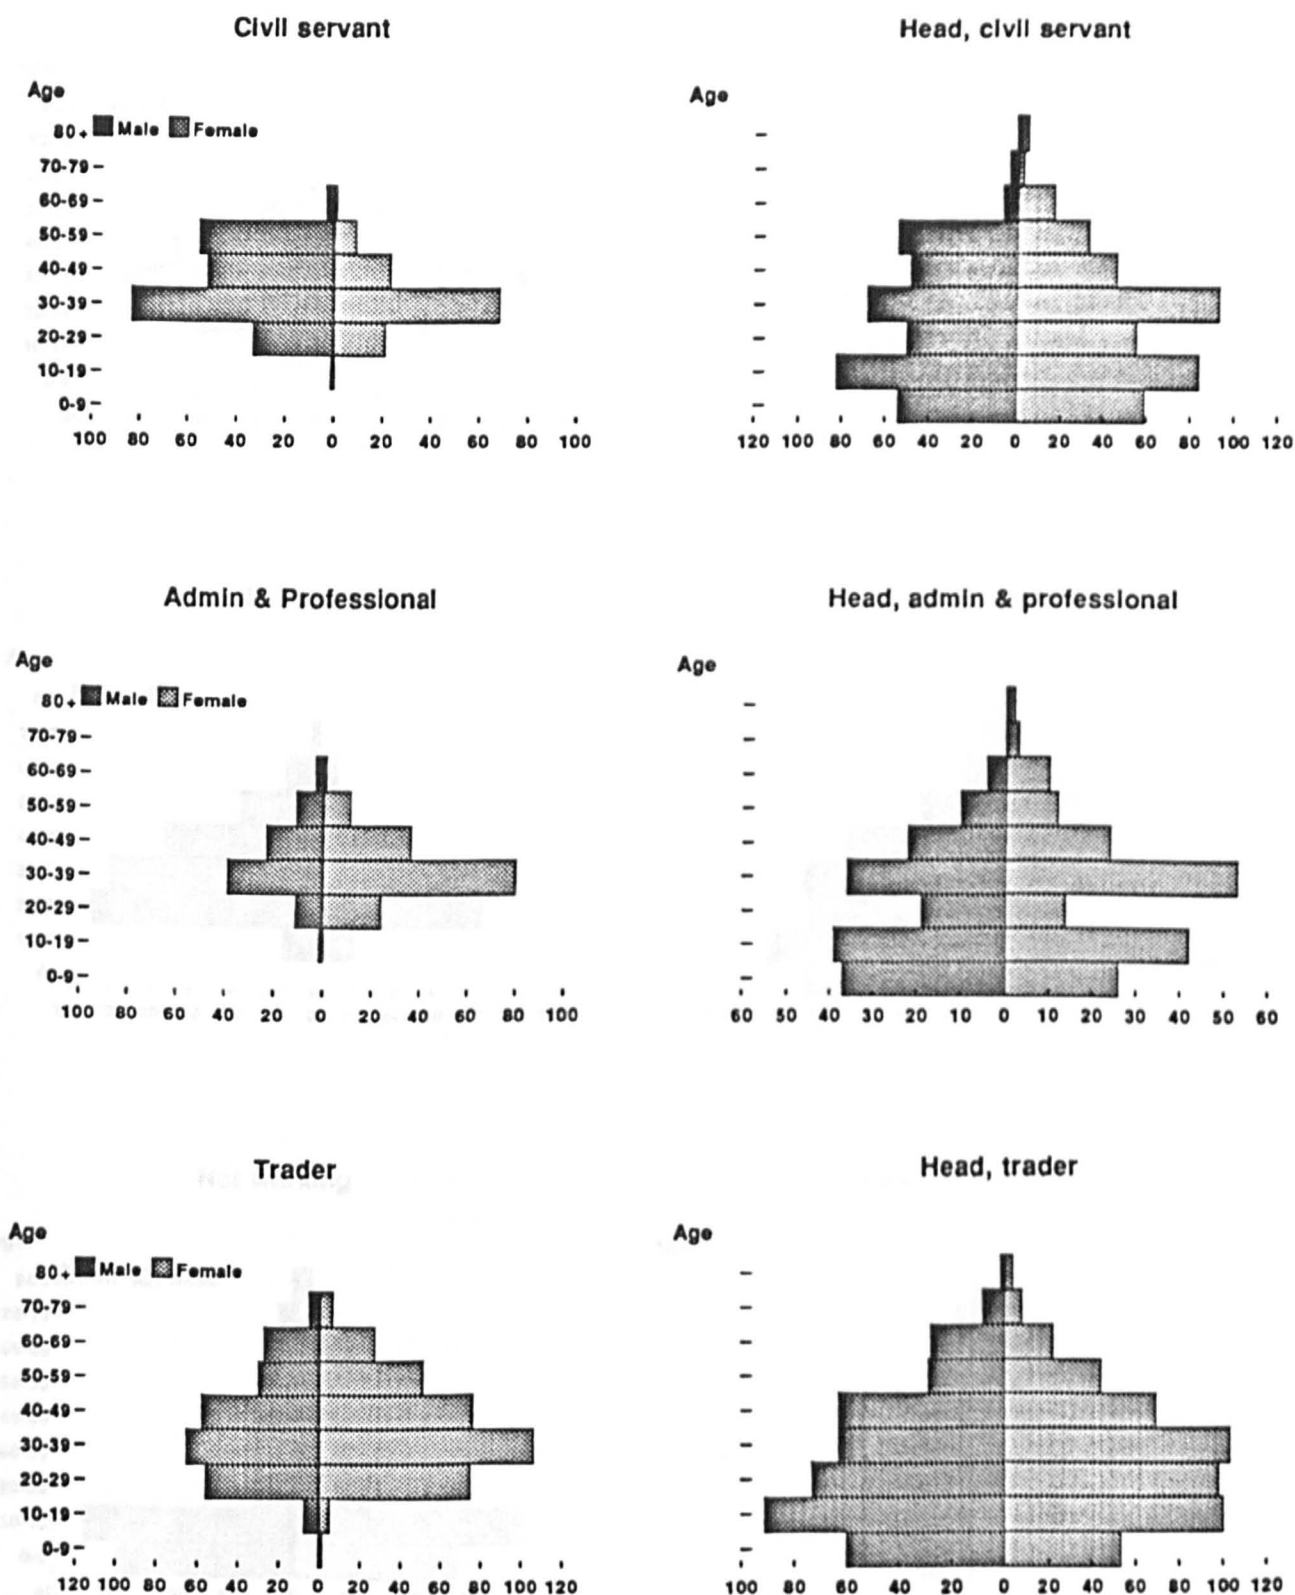 Civil servant
Head, civil servant
Age
Age
80+ Male Female
70-79
60-69
50-59
40-49
30-39
20-29
10-19
0-9
100 80 60 40 20 0 20 40 60 80 100
120 100 80 60 40 20 0 20 40 60 80 100 120
Admin & Professional
Head, admin & professional
Age
Age
80+ Male Female
70-79
60-69
50-59
40-49
30-39
20-29
10-19
0-9
100 80 60 40 20 0 20 40 60 80 100
60 50 40 30 20 10 0 10 20 30 40 50 60
Trader
Head, trader
Age
Age
80+ Male Female
70-79
60-69
50-59
40-49
30-39
20-29
10-19
0-9
120 100 80 60 40 20 0 20 40 60 80 100 120
100 80 60 40 20 0 20 40 60 80 100 120